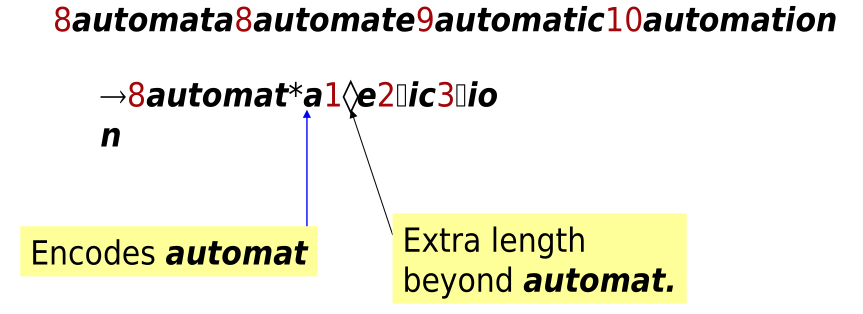 8automata8automate9automatic10automation
→8automat*a1◊e2▯ic3▯io
n
Encodes automat
Extra length
beyond automat.